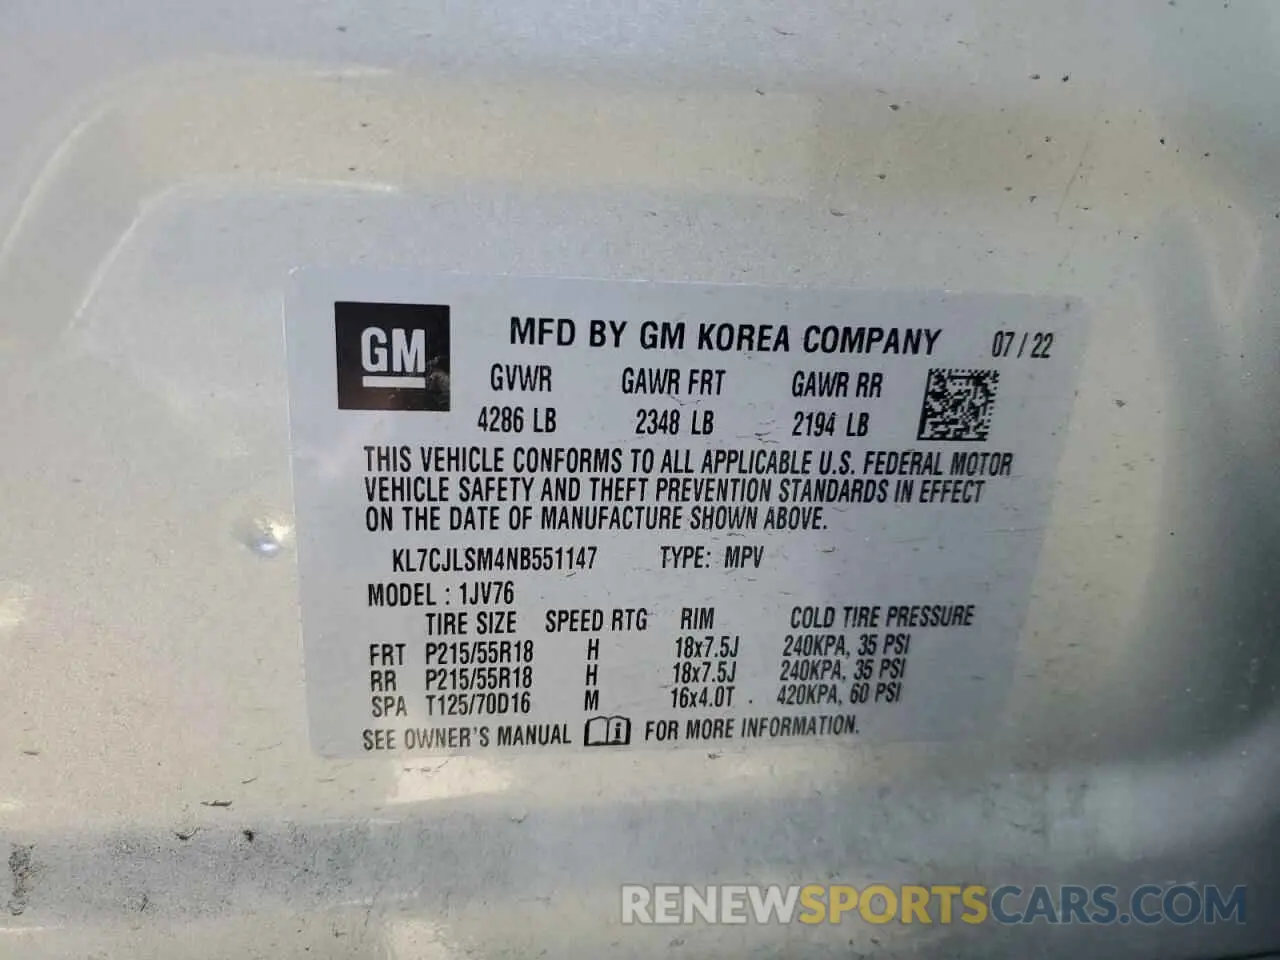 GM
MFD BY GM KOREA COMPANY 07/22
GVWR GAWR FRT GAWR RR
4286 LB 2348 LB 2194 LB
THIS VEHICLE CONFORMS TO ALL APPLICABLE U.S. FEDERAL MOTOR
VEHICLE SAFETY AND THEFT PREVENTION STANDARDS IN EFFECT
ON THE DATE OF MANUFACTURE SHOWN ABOVE.
KL7CJLSM4NB551147 TYPE: MPV
MODEL : 1JV76
TIRE SIZE SPEED RTG RIM COLD TIRE PRESSURE
FRT P215/55R18 H 18x7.5J 240KPA, 35 PSI
RR P215/55R18 H 18x7.5J 240KPA, 35 PSI
SPA T125/70D16 M 16x4.0T 420KPA, 60 PSI
SEE OWNER'S MANUAL i FOR MORE INFORMATION.
RENEWSPORTSCARS.COM